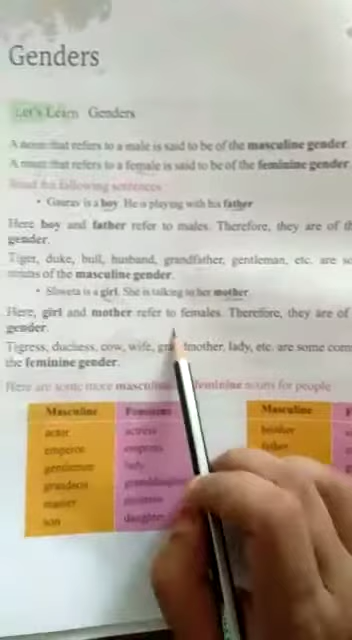 Genders
Let's Learn Genders
A noun that refers to a male is said to be of the masculine gender.
A noun that refers to a female is said to be of the feminine gender.
Read the following sentences
• Gaurav is a boy. He is playing with his father
Here boy and father refer to males. Therefore, they are of th
gender.
Tiger, duke, bull, husband, grandfather, gentleman, etc. are so
nouns of the masculine gender.
• Shweta is a girl. She is talking to her mother.
Here, girl and mother refer to females. Therefore, they are of
gender.
Tigress, duchess, cow, wife, gra mother, lady, etc. are some com
the feminine gender.
Here are some more masculin feminine nouns for people
Masculine Feminine Masculine F
actor actress brother
emperor empress father
gentleman lady
grandson granddaughter
master
son daughter